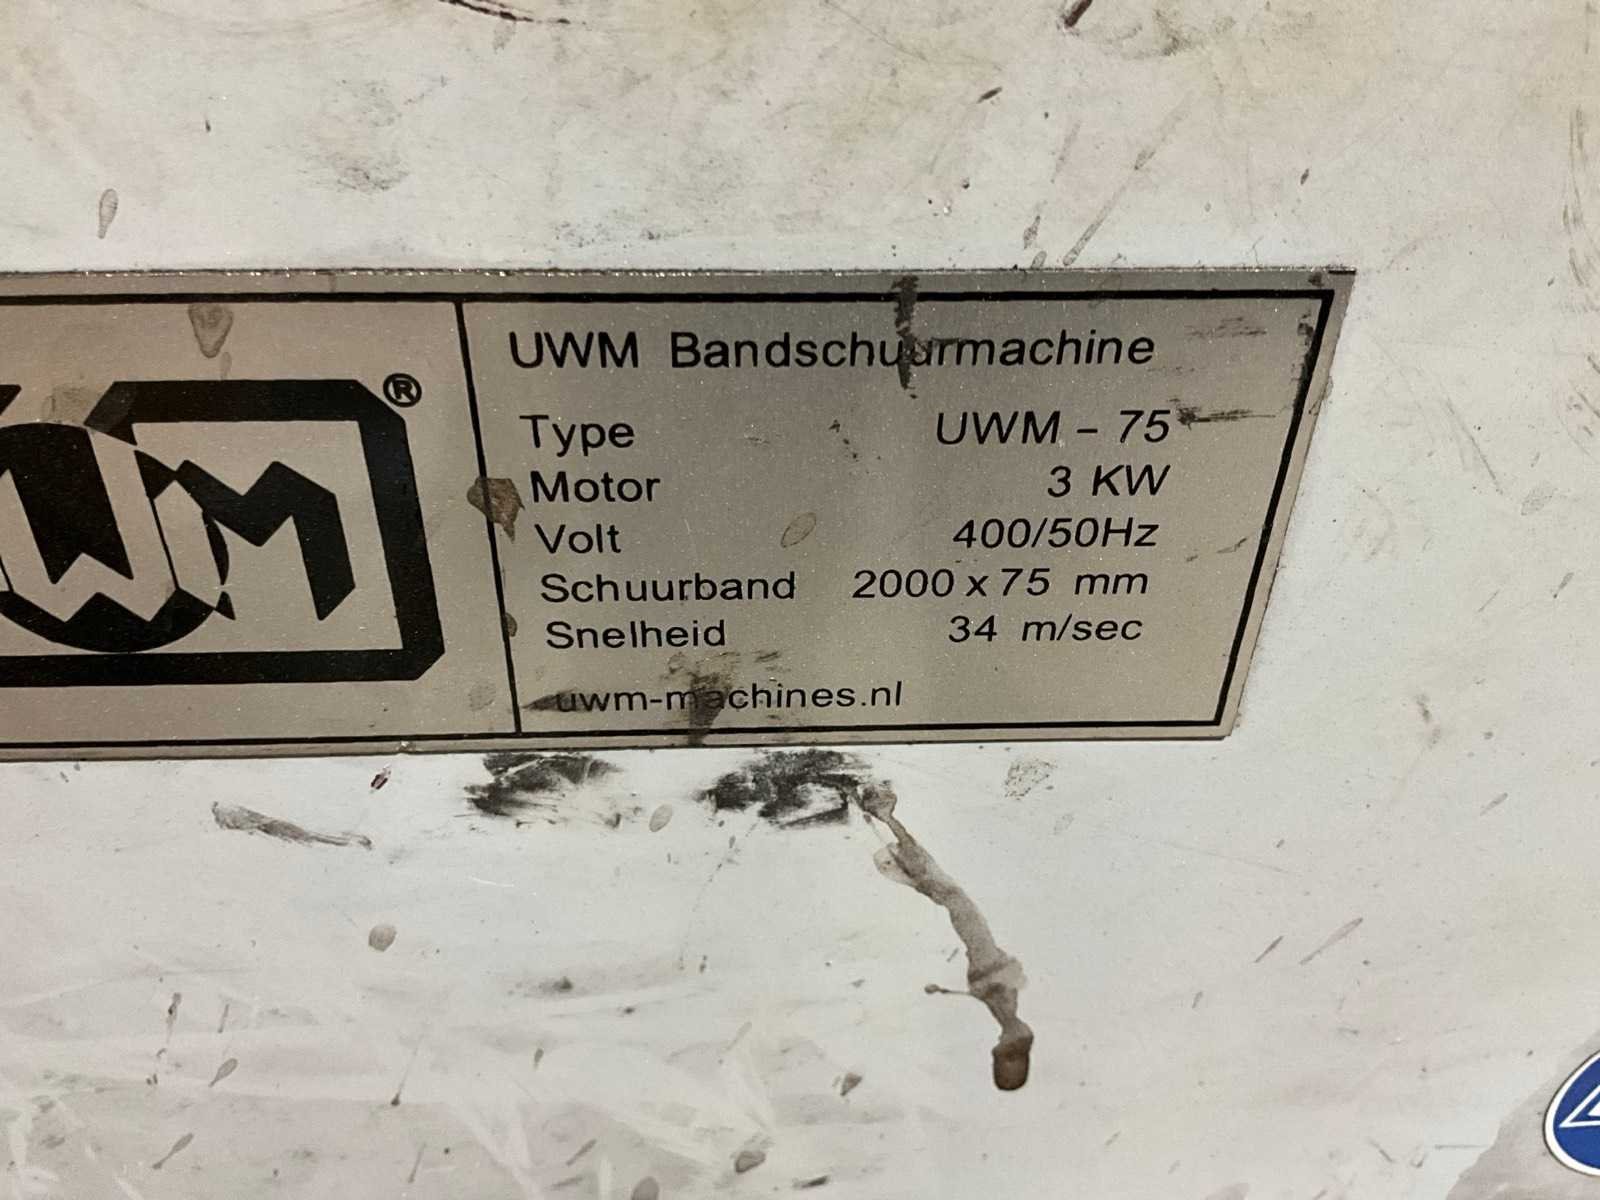 UWM Bandschuurmachine
Type UWM - 75
Motor 3 KW
Volt 400/50Hz
Schuurband 2000 x 75 mm
Snelheid 34 m/sec
uwm-machines.nl
UWM®